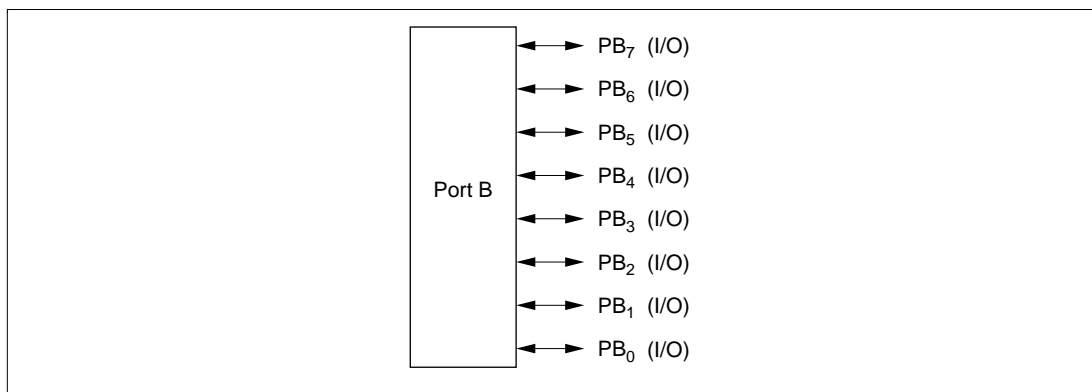 PB₇ (I/O)
PB₆ (I/O)
PB₅ (I/O)
PB₄ (I/O)
Port B
PB₃ (I/O)
PB₂ (I/O)
PB₁ (I/O)
PB₀ (I/O)